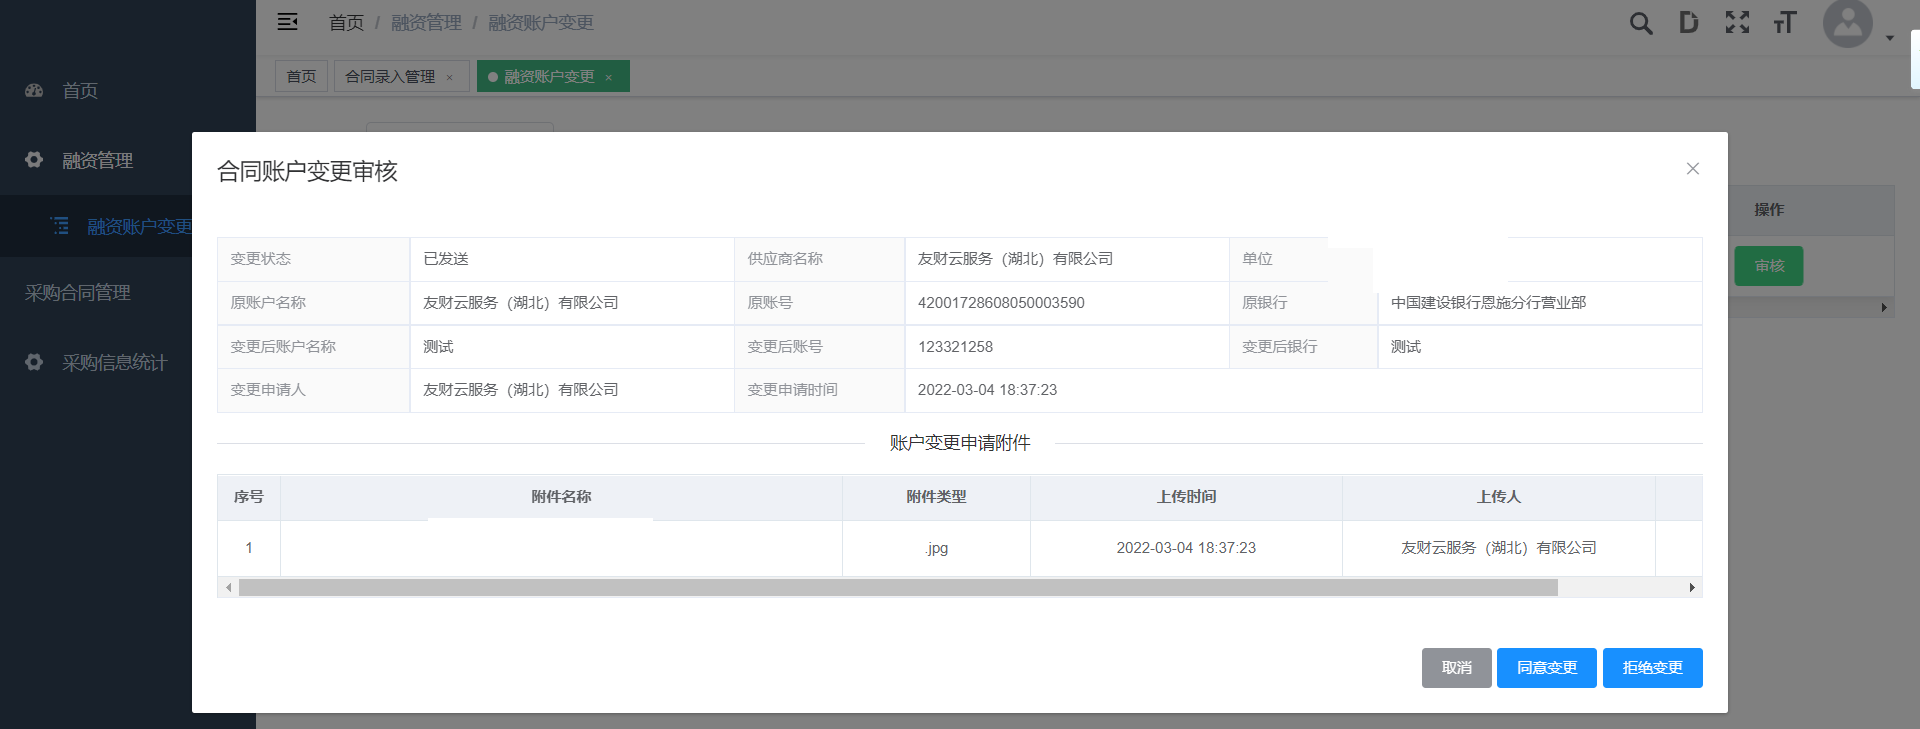 首页 / 融资管理 / 融资账户变更
首页 合同录入管理 × 融资账户变更 ×
首页
融资管理
融资账户变更
采购合同管理
采购信息统计
操作
审核
合同账户变更审核
变更状态 已发送 供应商名称 友财云服务（湖北）有限公司 单位
原账户名称 友财云服务（湖北）有限公司 原账号 42001728608050003590 原银行 中国建设银行恩施分行营业部
变更后账户名称 测试 变更后账号 123321258 变更后银行 测试
变更申请人 友财云服务（湖北）有限公司 变更申请时间 2022-03-04 18:37:23
账户变更申请附件
序号 附件名称 附件类型 上传时间 上传人
1 .jpg 2022-03-04 18:37:23 友财云服务（湖北）有限公司
取消 同意变更 拒绝变更